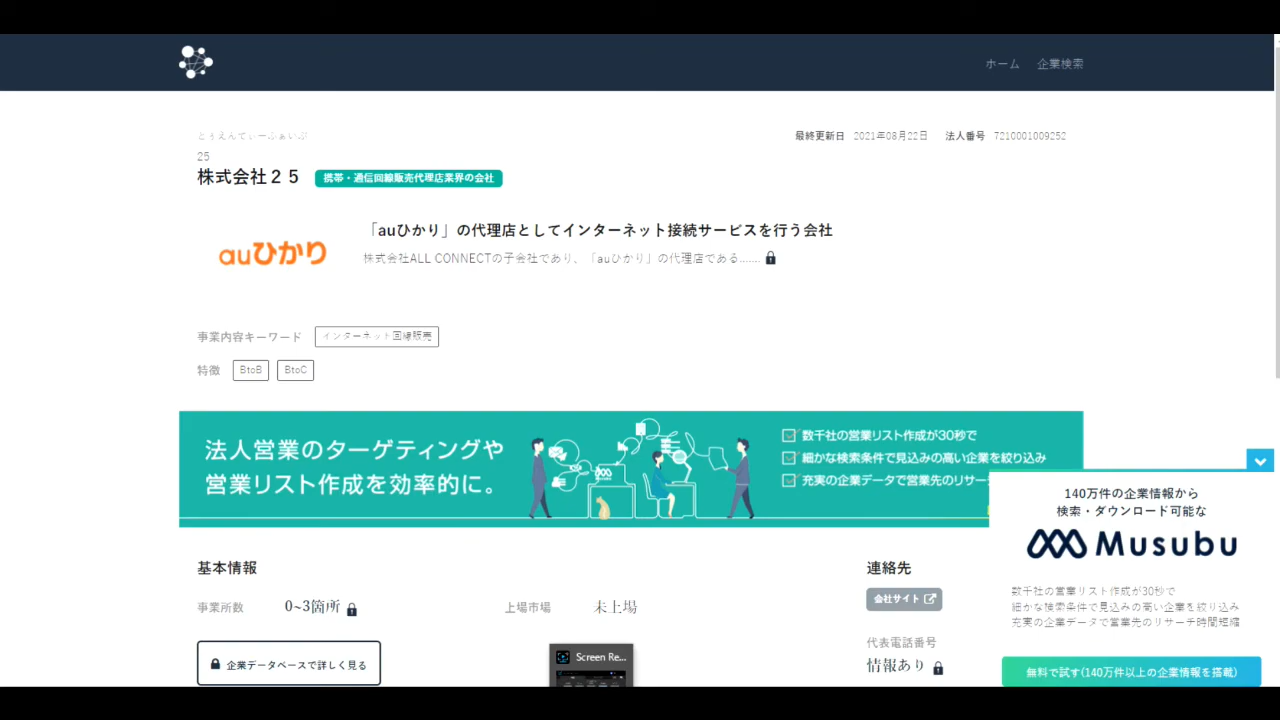 ホーム 企業検索
とぅえんてぃーふぁいぶ
最終更新日 2021年08月22日 法人番号 7210001009252
25
株式会社２５ 携帯・通信回線販売代理店業界の会社
auひかり
「auひかり」の代理店としてインターネット接続サービスを行う会社
株式会社ALL CONNECTの子会社であり、「auひかり」の代理店である……
事業内容キーワード インターネット回線販売
特徴 BtoB BtoC
法人営業のターゲティングや
営業リスト作成を効率的に。
数千社の営業リスト作成が30秒で
細かな検索条件で見込みの高い企業を絞り込み
充実の企業データで営業先のリサー
140万件の企業情報から
検索・ダウンロード可能な
Musubu
数千社の営業リスト作成が30秒で
細かな検索条件で見込みの高い企業を絞り込み
充実の企業データで営業先のリサーチ時間短縮
無料で試す(140万件以上の企業情報を搭載)
基本情報
事業所数 0~3箇所 上場市場 未上場
企業データベースで詳しく見る
連絡先
会社サイト
代表電話番号
情報あり
Screen Re...